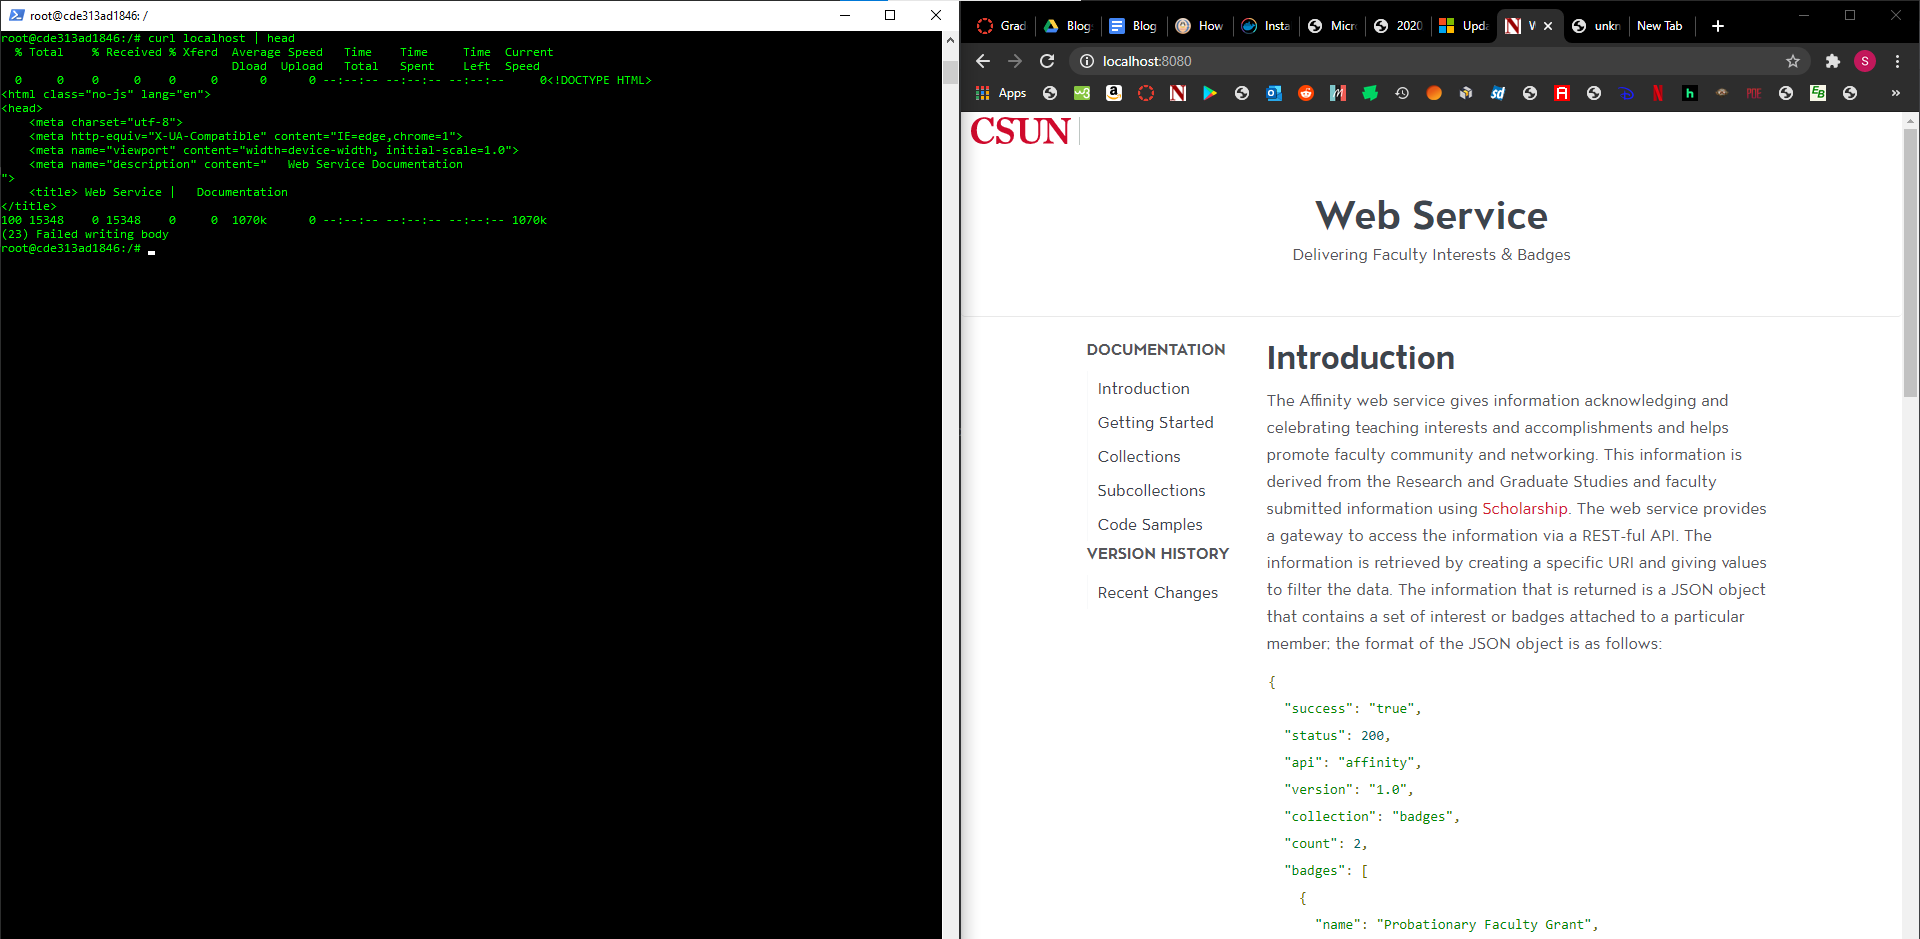 root@cde313ad1846: /
root@cde313ad1846:/# curl localhost | head
% Total % Received % Xferd Average Speed Time Time Time Current
Dload Upload Total Spent Left Speed
0 0 0 0 0 0 0 0 --:--:-- --:--:-- --:--:-- 0<!DOCTYPE HTML>
<html class="no-js" lang="en">
<head>
<meta charset="utf-8">
<meta http-equiv="X-UA-Compatible" content="IE=edge,chrome=1">
<meta name="viewport" content="width=device-width, initial-scale=1.0">
<meta name="description" content=" Web Service Documentation
">
<title> Web Service | Documentation
</title>
100 15348 0 15348 0 0 1070k 0 --:--:-- --:--:-- --:--:-- 1070k
(23) Failed writing body
root@cde313ad1846:/#
Grad
Blog
Blog
How
Insta
Micro
2020
Upda
W
unkn
New Tab
localhost:8080
S
Apps
CSUN
Web Service
Delivering Faculty Interests & Badges
DOCUMENTATION
Introduction
Getting Started
Collections
Subcollections
Code Samples
VERSION HISTORY
Recent Changes
Introduction
The Affinity web service gives information acknowledging and
celebrating teaching interests and accomplishments and helps
promote faculty community and networking. This information is
derived from the Research and Graduate Studies and faculty
submitted information using Scholarship. The web service provides
a gateway to access the information via a REST-ful API. The
information is retrieved by creating a specific URI and giving values
to filter the data. The information that is returned is a JSON object
that contains a set of interest or badges attached to a particular
member; the format of the JSON object is as follows:
{
"success": "true",
"status": 200,
"api": "affinity",
"version": "1.0",
"collection": "badges",
"count": 2,
"badges": [
{
"name": "Probationary Faculty Grant",